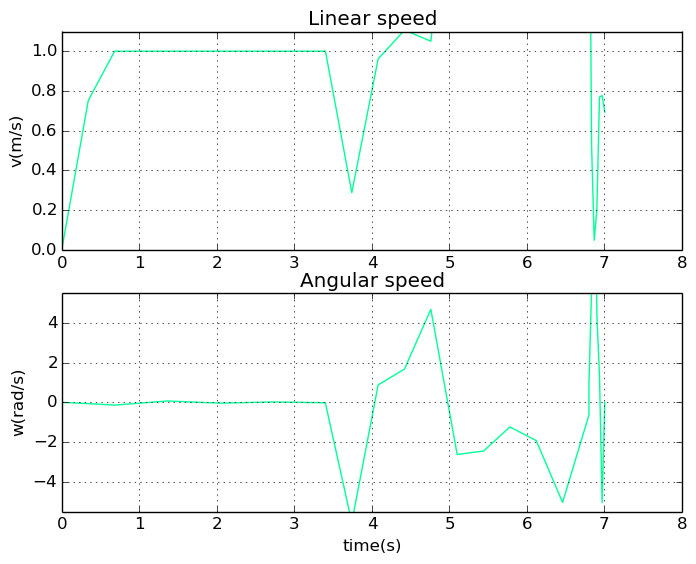 Linear speed
v(m/s)
1.0
0.8
0.6
0.4
0.2
0.0
0 1 2 3 4 5 6 7 8
Angular speed
w(rad/s)
4
2
0
−2
−4
0 1 2 3 4 5 6 7 8
time(s)